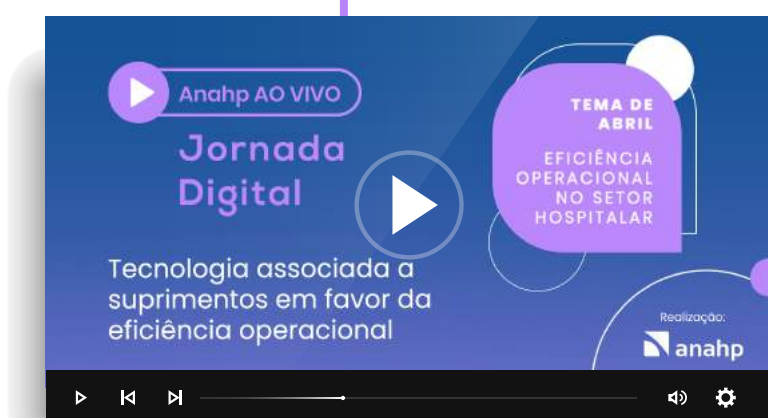 Anahp AO VIVO
Jornada
Digital
TEMA DE
ABRIL
EFICIÊNCIA
OPERACIONAL
NO SETOR
HOSPITALAR
Tecnologia associada a
suprimentos em favor da
eficiência operacional
Realização:
anahp